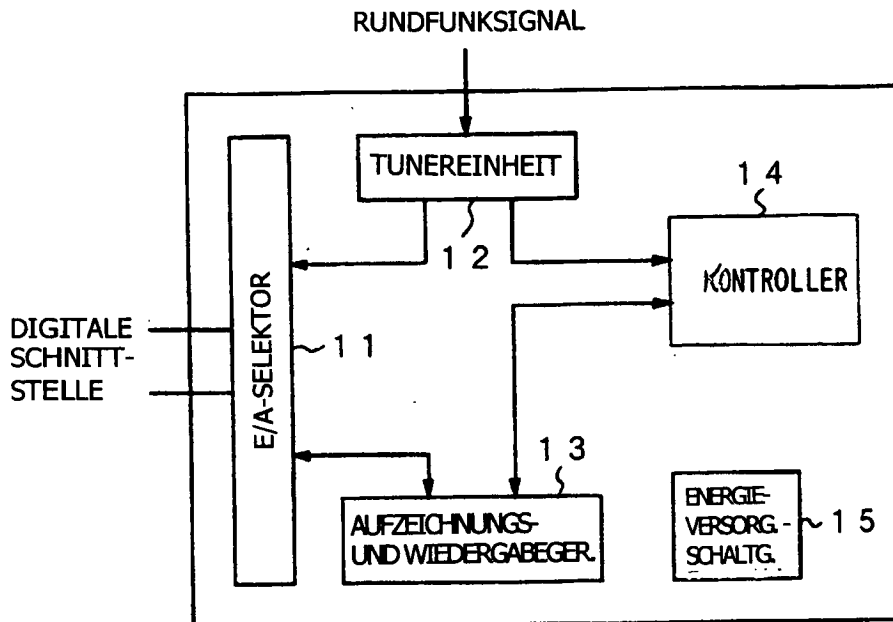 RUNDFUNKSIGNAL
TUNEREINHEIT
12
14
KONTROLLER
DIGITALE
SCHNITT-
STELLE
E/A-SELEKTOR
11
13
AUFZEICHNUNGS-
UND WIEDERGABEGER.
ENERGIE-
VERSORG.-
SCHALTG.
15